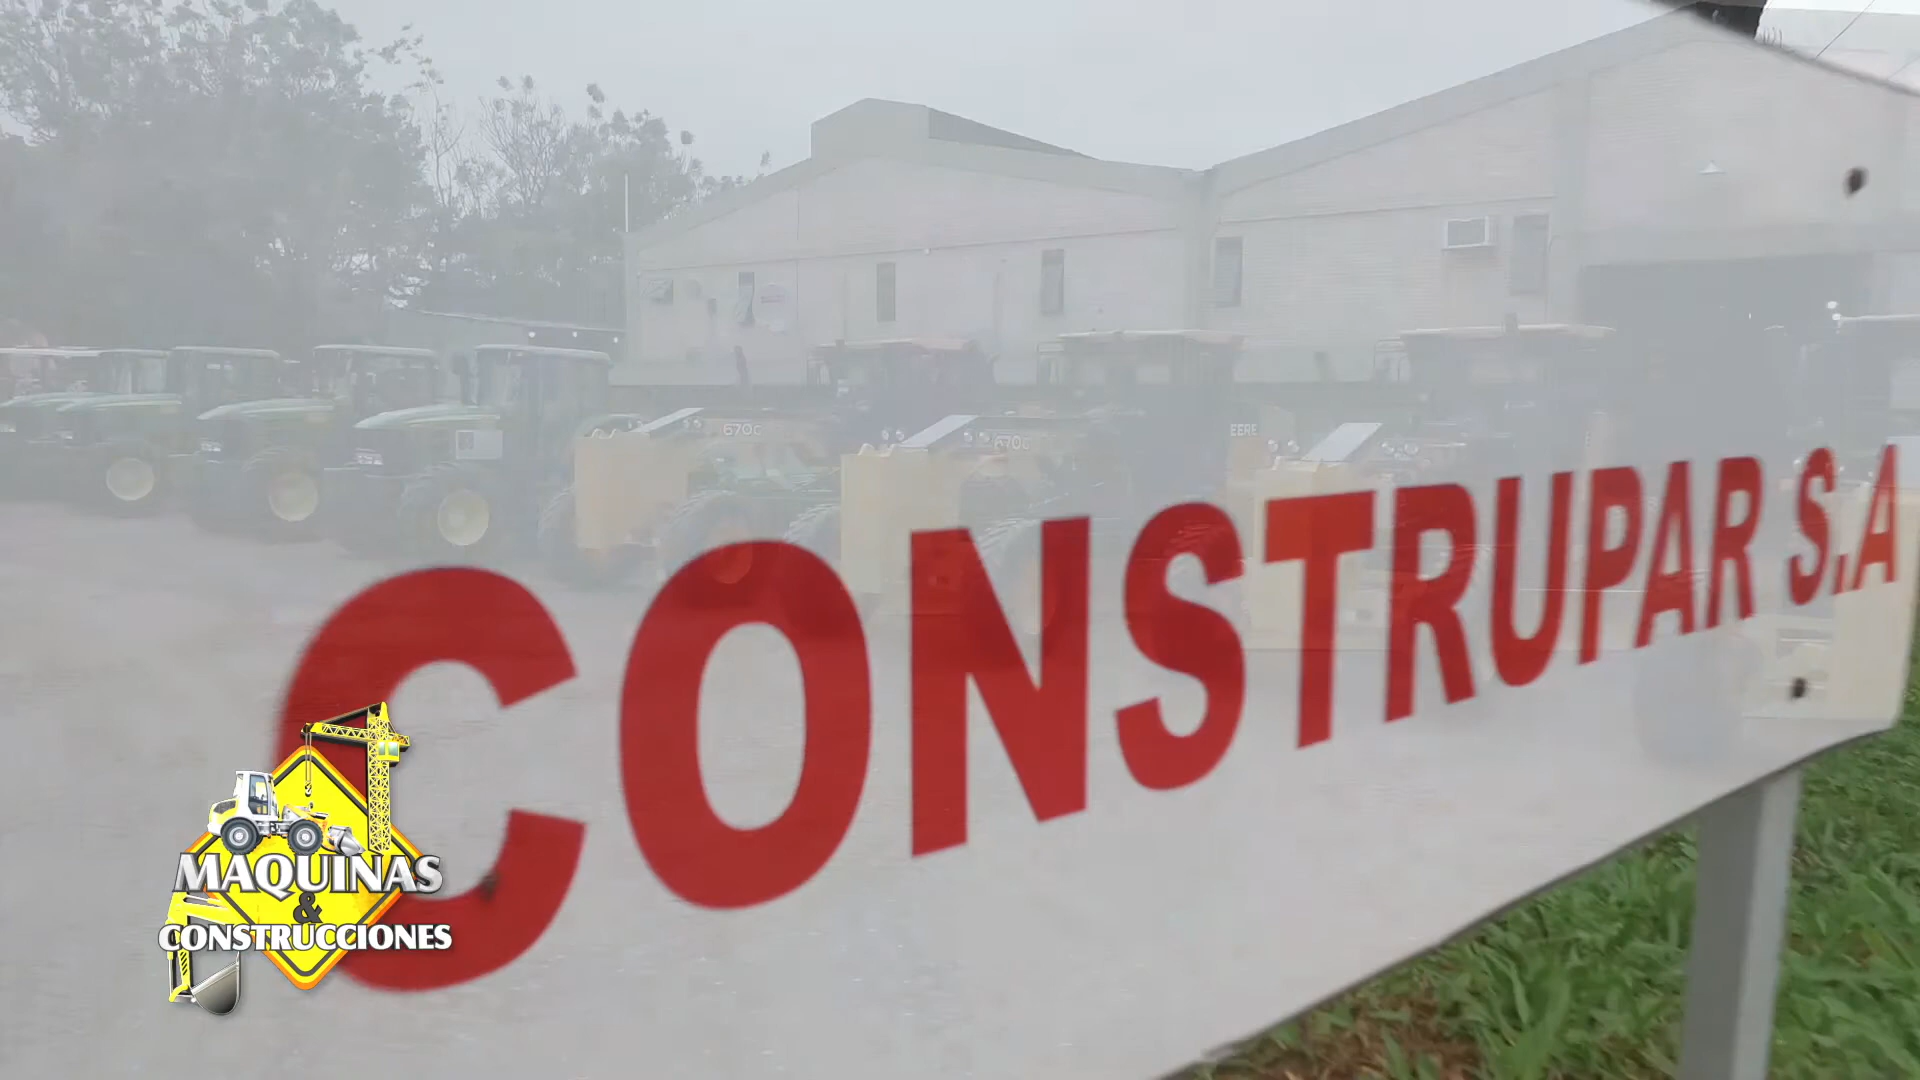 670G
670G
EERE
CONSTRUPAR S.A
MAQUINAS
&
CONSTRUCCIONES